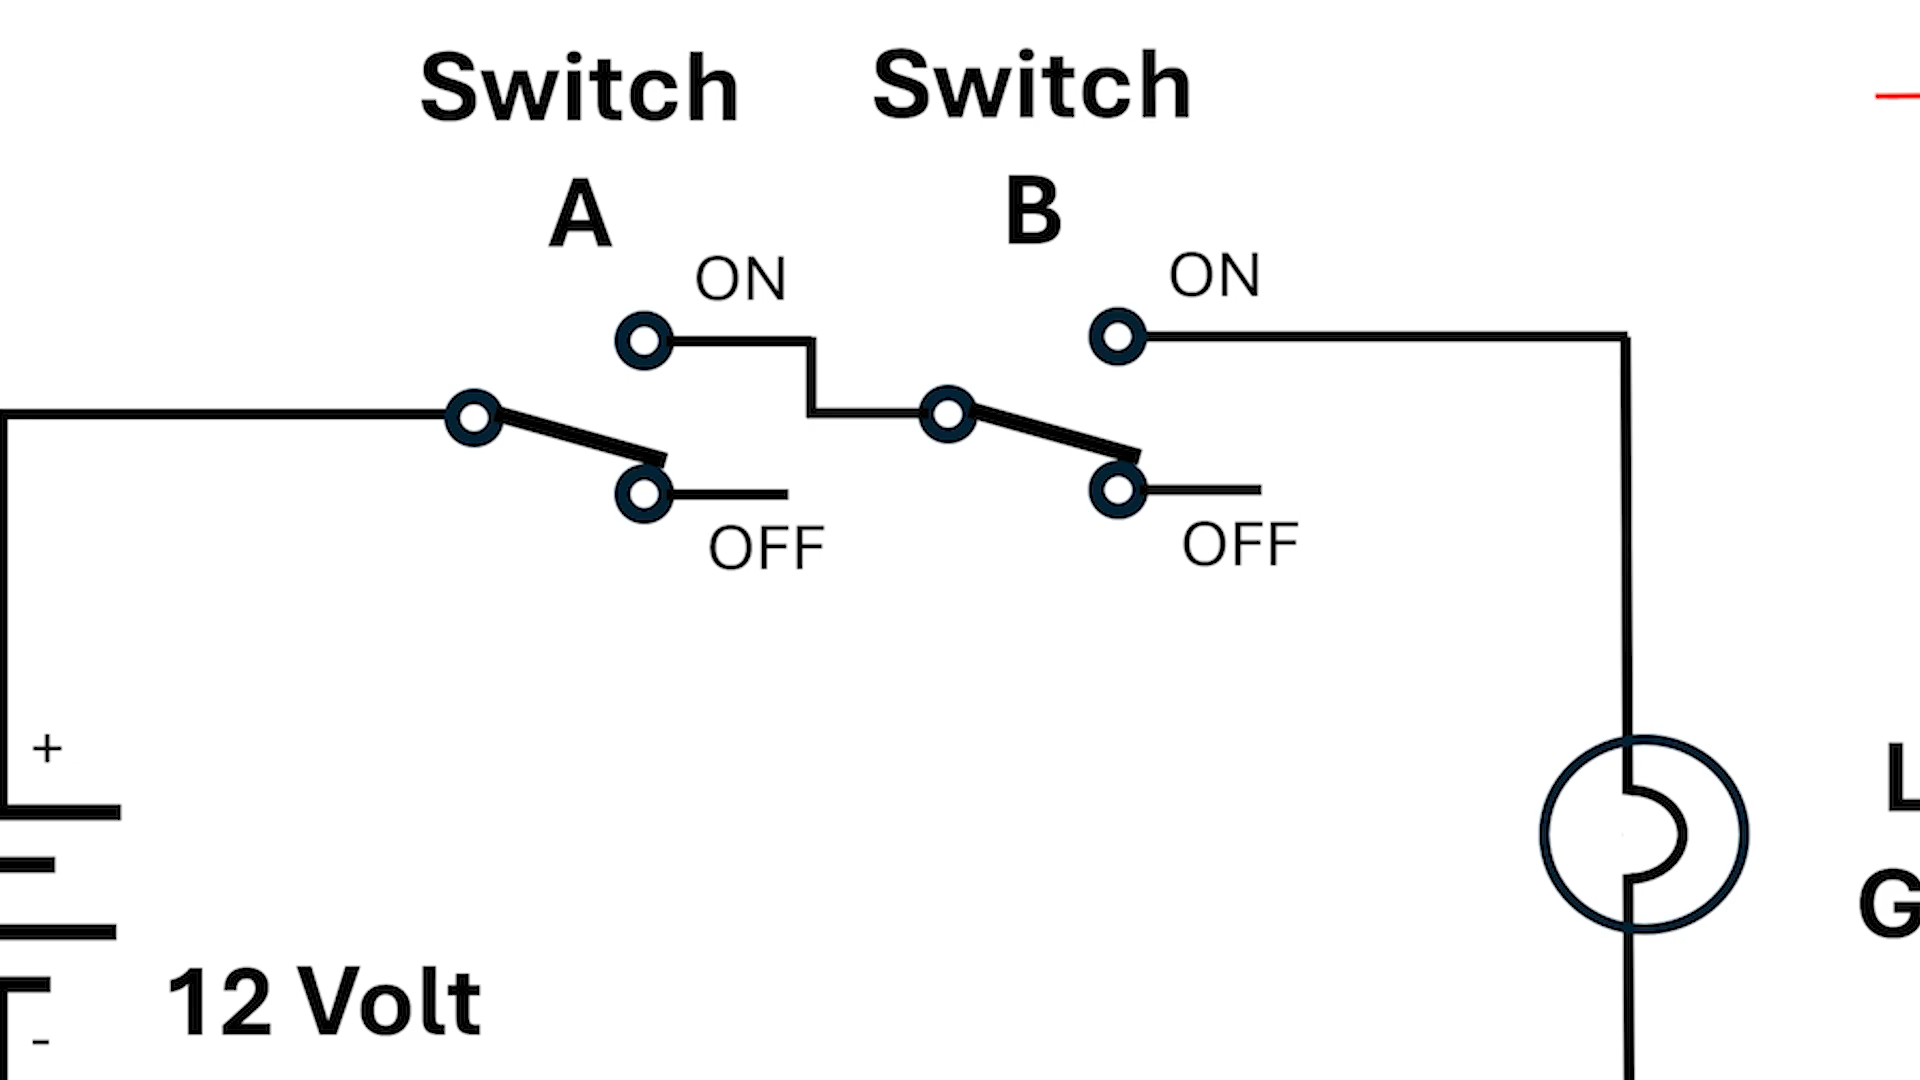 Switch
A
Switch
B
ON
ON
OFF
OFF
+
12 Volt
-
L
G